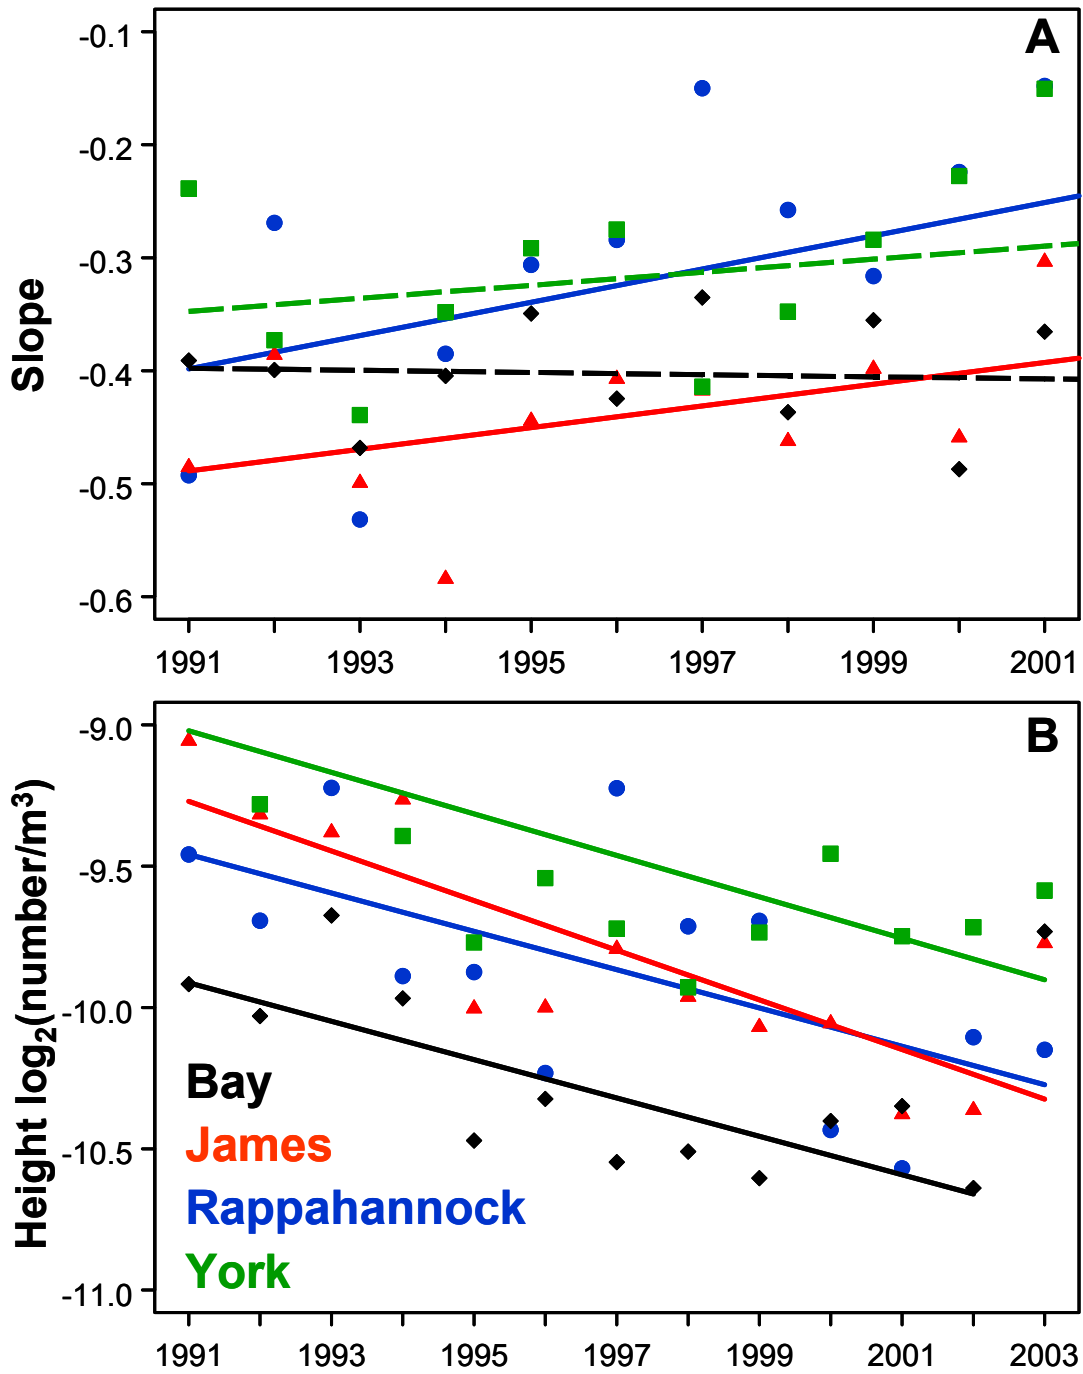 A
-0.1
-0.2
-0.3
-0.4
-0.5
-0.6
Slope
1991 1993 1995 1997 1999 2001
B
-9.0
-9.5
-10.0
-10.5
-11.0
Height log₂(number/m³)
Bay
James
Rappahannock
York
1991 1993 1995 1997 1999 2001 2003